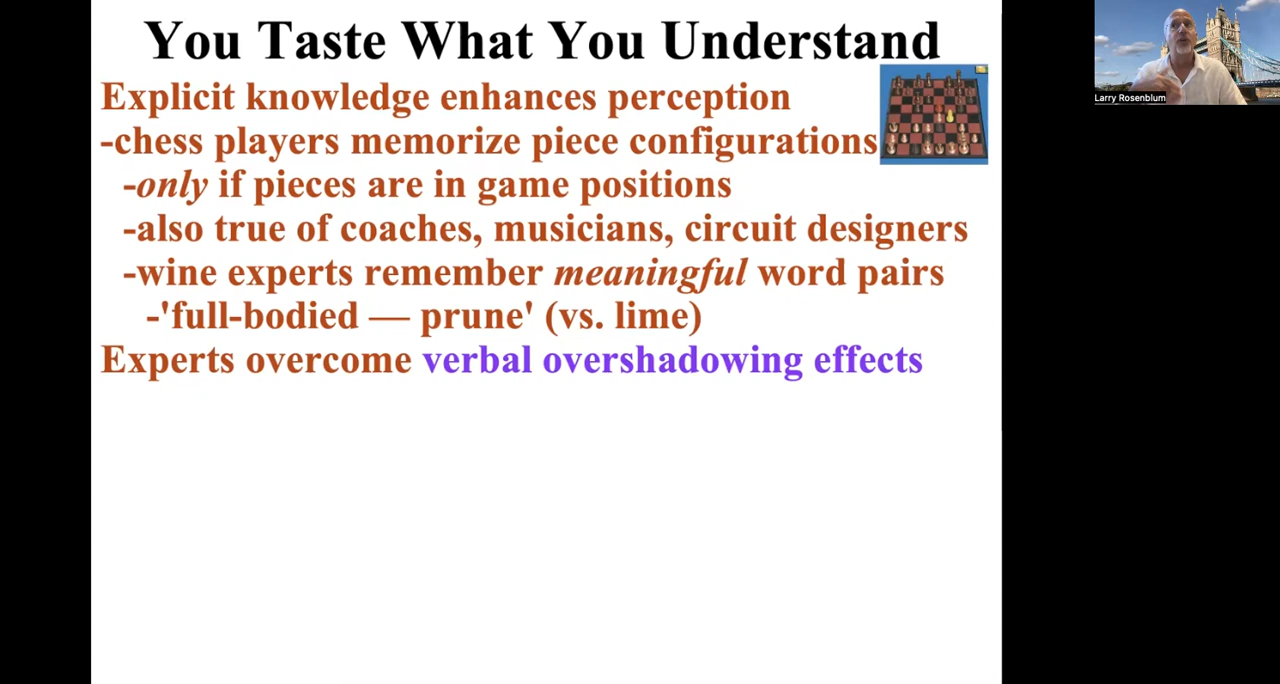 You Taste What You Understand
Explicit knowledge enhances perception
-chess players memorize piece configurations
-only if pieces are in game positions
-also true of coaches, musicians, circuit designers
-wine experts remember meaningful word pairs
-'full-bodied — prune' (vs. lime)
Experts overcome verbal overshadowing effects
Larry Rosenblum